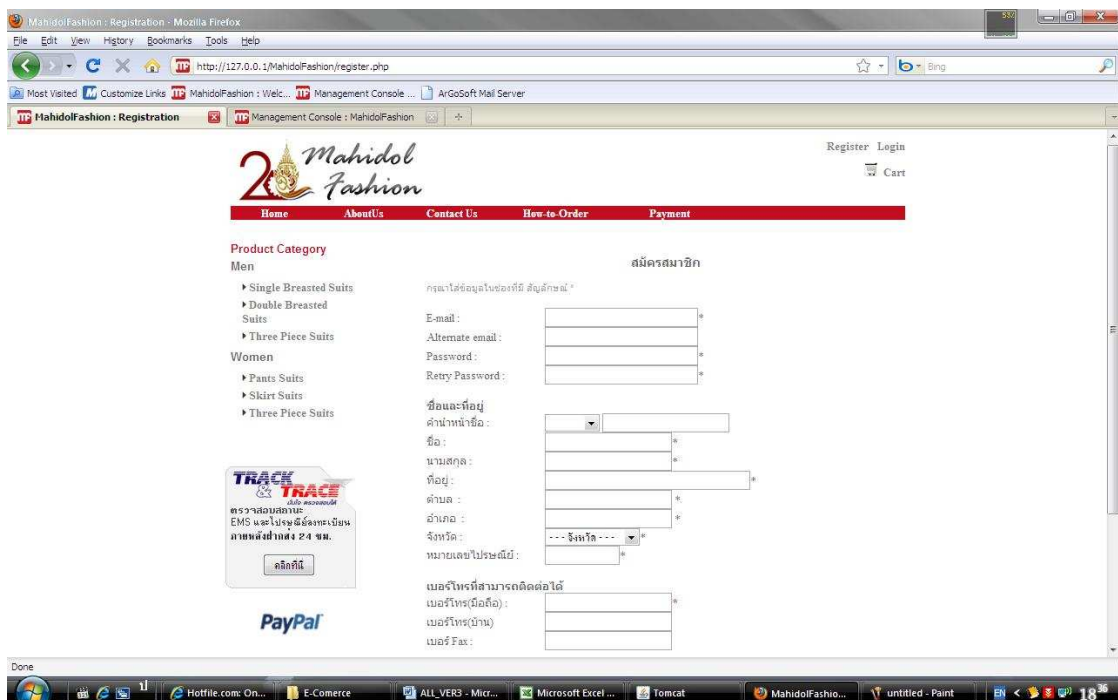 MahidolFashion : Registration - Mozilla Firefox
File Edit View History Bookmarks Tools Help
http://127.0.0.1/MahidolFashion/register.php
Bing
Most Visited Customize Links MahidolFashion : Welc... Management Console ... ArGoSoft Mail Server
MahidolFashion : Registration Management Console : MahidolFashion
Mahidol
Fashion
Register Login
Cart
Home AboutUs Contact Us How-to-Order Payment
Product Category
Men
Single Breasted Suits
Double Breasted
Suits
Three Piece Suits
Women
Pants Suits
Skirt Suits
Three Piece Suits
TRACK
& TRACE
ตรวจสอบสถานะ
EMS และไปรษณีย์ลงทะเบียน
ภายหลังฝากส่ง 24 ชม.
คลิกที่นี่
PayPal
สมัครสมาชิก
กรุณาใส่ข้อมูลในช่องที่มี สัญลักษณ์ *
E-mail : *
Alternate email :
Password : *
Retry Password : *
ชื่อและที่อยู่
คำนำหน้าชื่อ :
ชื่อ : *
นามสกุล : *
ที่อยู่ : *
ตำบล : *
อำเภอ : *
จังหวัด : --- จังหวัด --- *
หมายเลขไปรษณีย์ : *
เบอร์โทรที่สามารถติดต่อได้
เบอร์โทร(มือถือ) : *
เบอร์โทร(บ้าน)
เบอร์ Fax :
Done
Hotfile.com: On... E-Comerce ALL_VER3 - Micr... Microsoft Excel ... Tomcat MahidolFashio... untitled - Paint EN 18 36